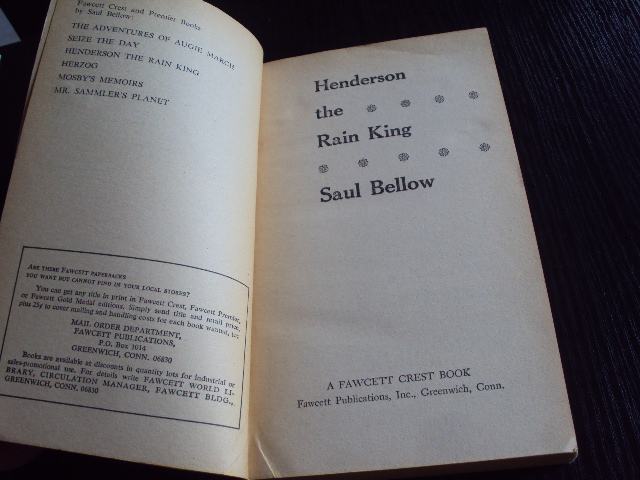 Fawcett Crest and Premier Books
by Saul Bellow:
THE ADVENTURES OF AUGIE MARCH
SEIZE THE DAY
HENDERSON THE RAIN KING
HERZOG
MOSBY'S MEMOIRS
MR. SAMMLER'S PLANET
ARE THERE FAWCETT PAPERBACKS
YOU WANT BUT CANNOT FIND IN YOUR LOCAL STORES?
You can get any title in print in Fawcett Crest, Fawcett Premier,
or Fawcett Gold Medal editions. Simply send title and retail price,
plus 25¢ to cover mailing and handling costs for each book wanted, to:
MAIL ORDER DEPARTMENT,
FAWCETT PUBLICATIONS,
P.O. Box 1014
GREENWICH, CONN. 06830
Books are available at discounts in quantity lots for industrial or
sales-promotional use. For details write FAWCETT WORLD LI-
BRARY, CIRCULATION MANAGER, FAWCETT BLDG.,
GREENWICH, CONN. 06830
Henderson
the
Rain King
Saul Bellow
A FAWCETT CREST BOOK
Fawcett Publications, Inc., Greenwich, Conn.